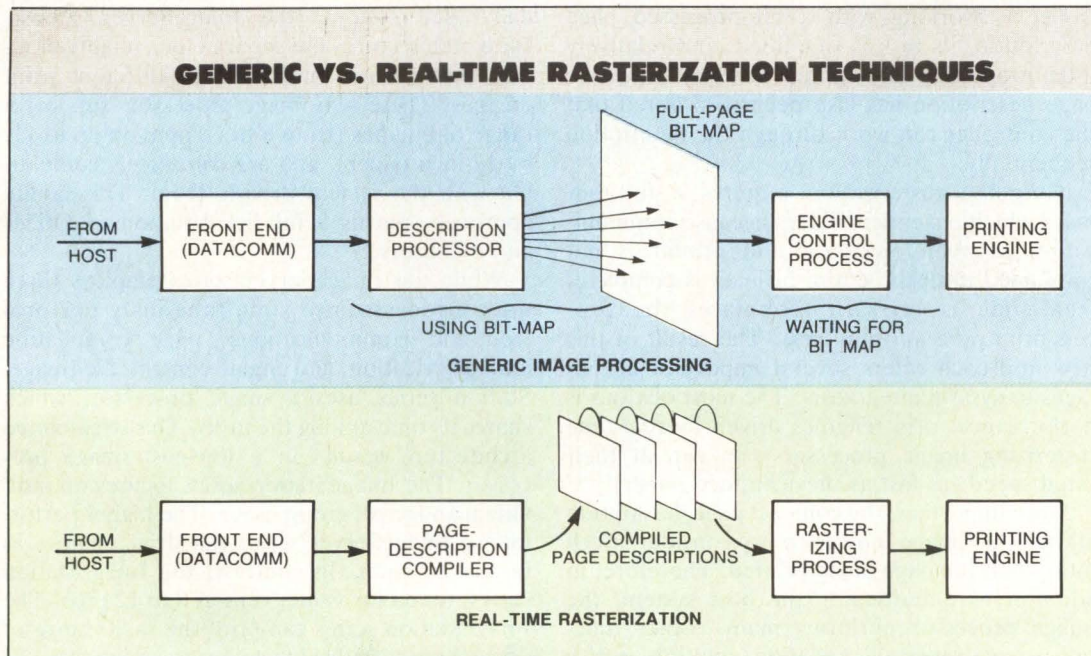 GENERIC VS. REAL-TIME RASTERIZATION TECHNIQUES
FULL-PAGE
BIT-MAP
FROM
HOST
FRONT END
(DATACOMM)
DESCRIPTION
PROCESSOR
ENGINE
CONTROL
PROCESS
PRINTING
ENGINE
USING BIT-MAP
WAITING FOR
BIT MAP
GENERIC IMAGE PROCESSING
FROM
HOST
FRONT END
(DATACOMM)
PAGE-
DESCRIPTION
COMPILER
COMPILED
PAGE DESCRIPTIONS
RASTER-
IZING
PROCESS
PRINTING
ENGINE
REAL-TIME RASTERIZATION